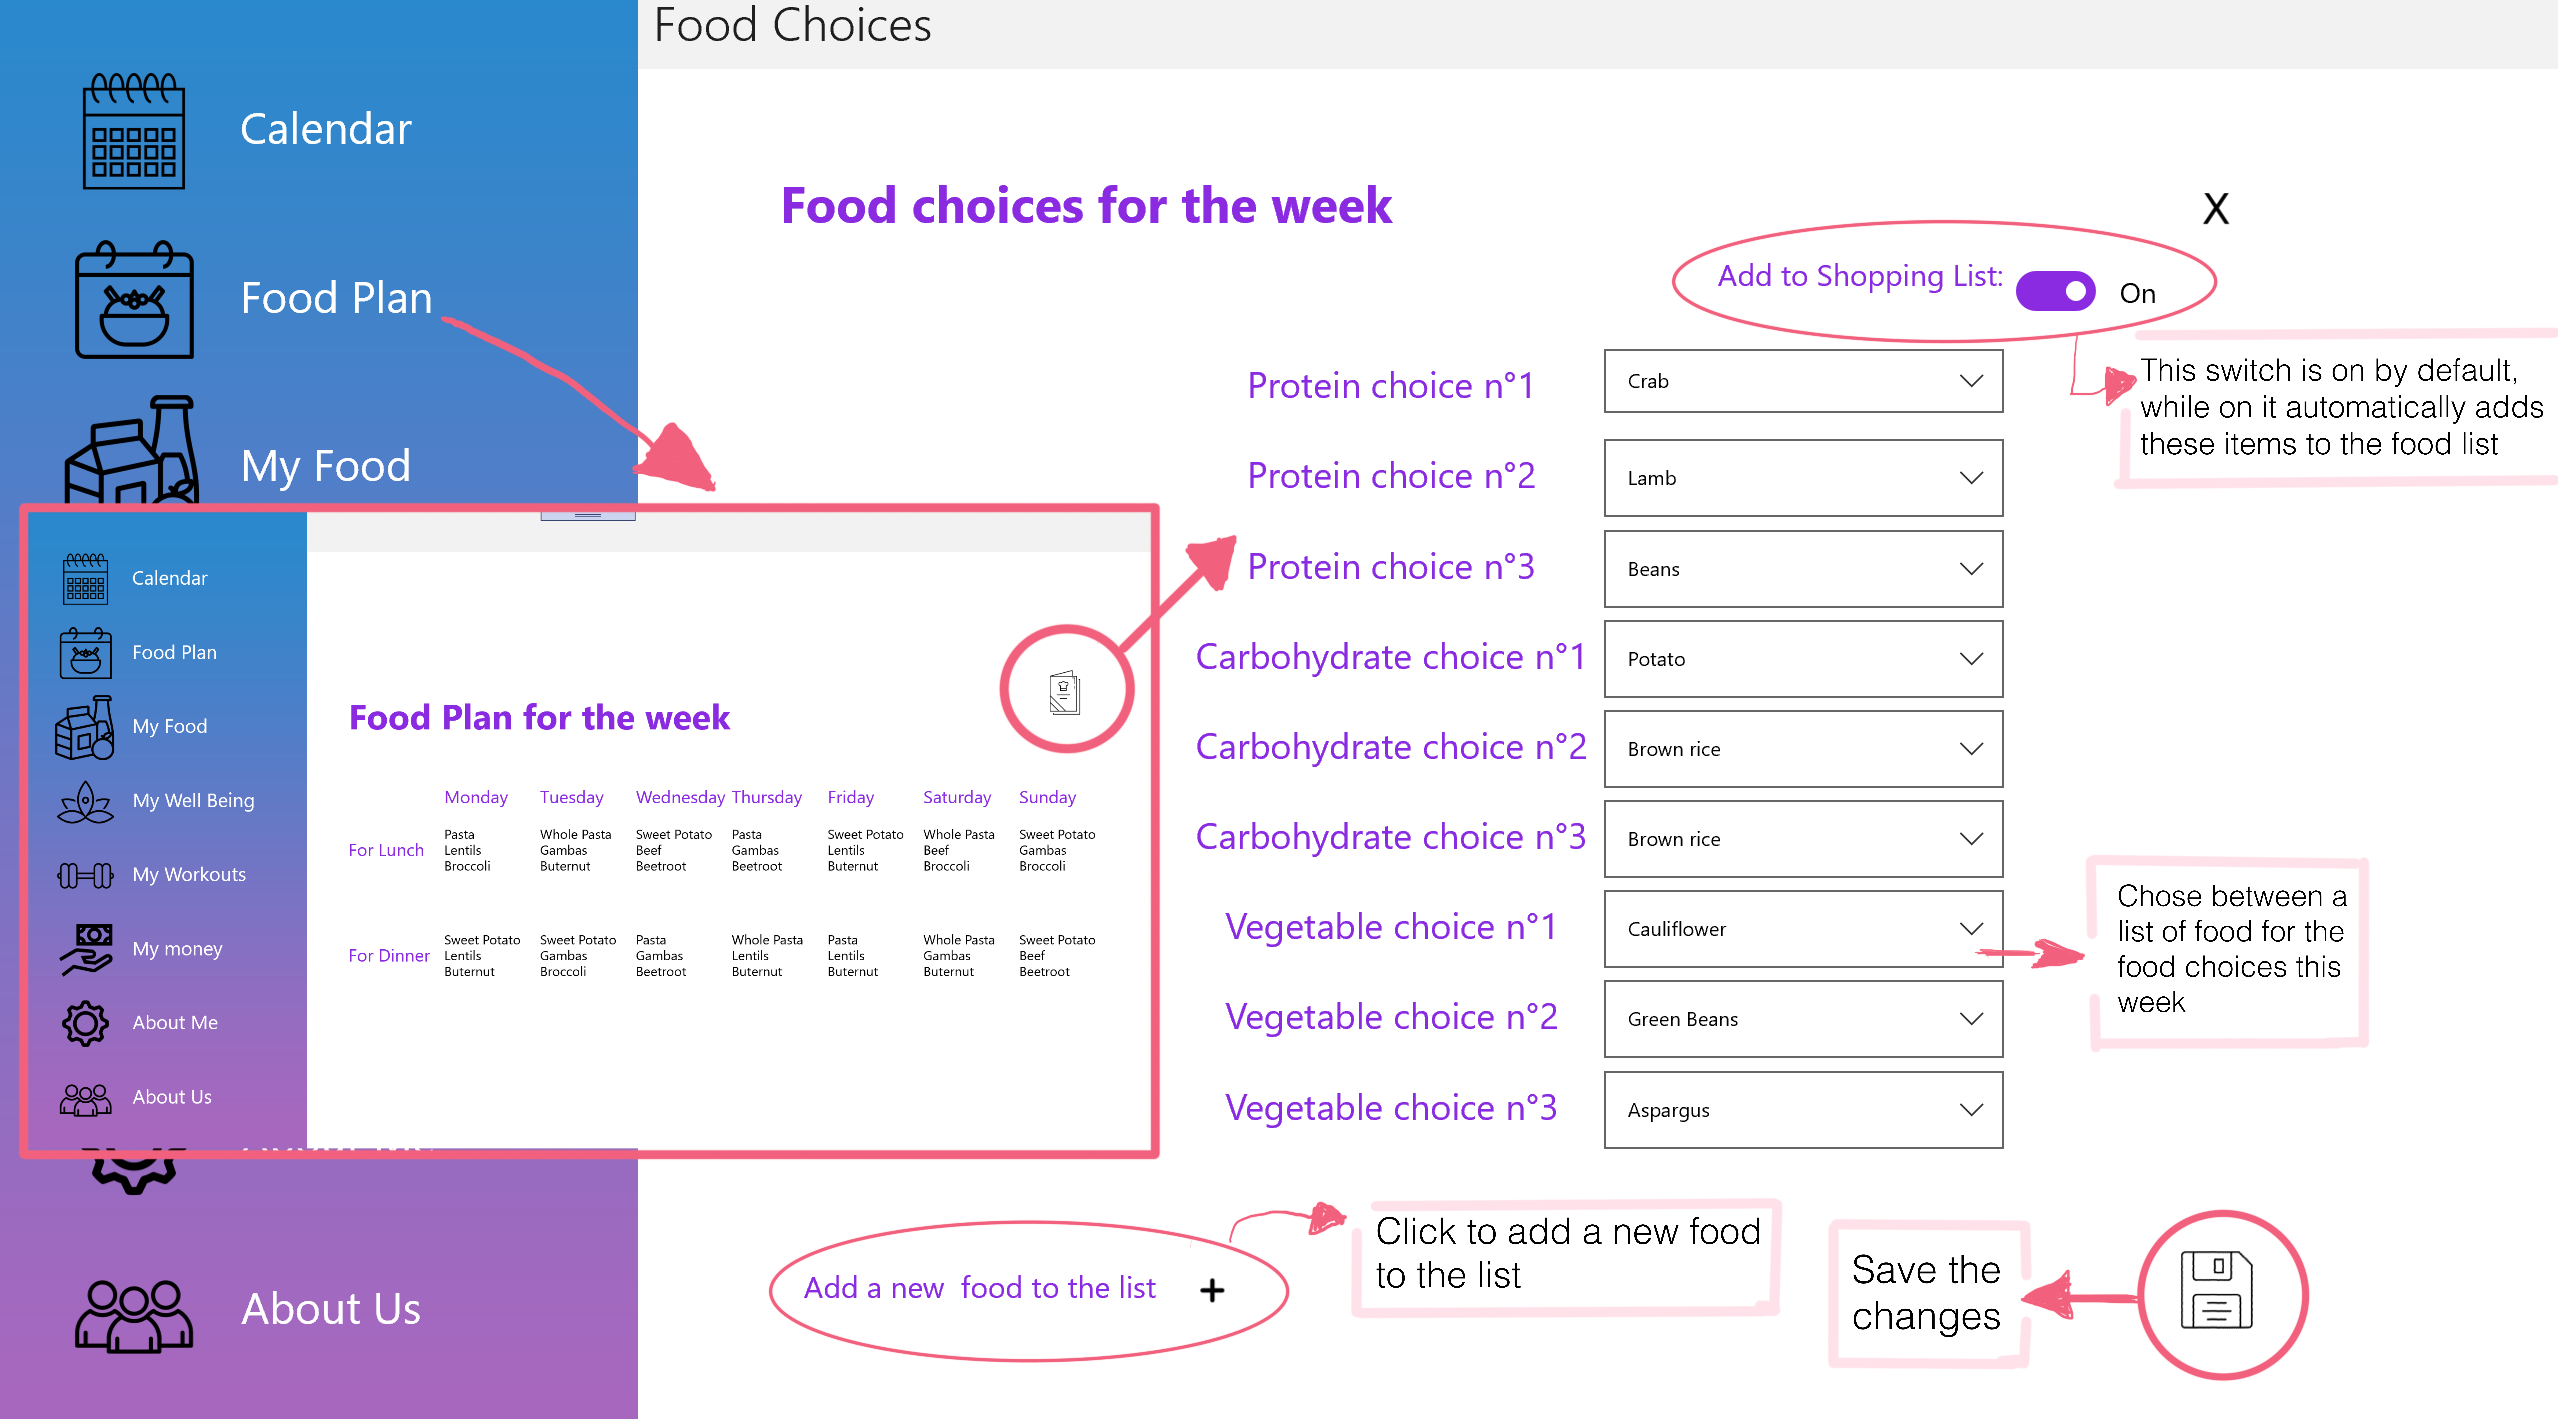 Food Choices
Calendar
Food Plan
My Food
About Us
Food choices for the week
X
Add to Shopping List:
On
This switch is on by default,
while on it automatically adds
these items to the food list
Protein choice n°1
Crab
Protein choice n°2
Lamb
Protein choice n°3
Beans
Carbohydrate choice n°1
Potato
Carbohydrate choice n°2
Brown rice
Carbohydrate choice n°3
Brown rice
Vegetable choice n°1
Cauliflower
Vegetable choice n°2
Green Beans
Vegetable choice n°3
Aspargus
Chose between a
list of food for the
food choices this
week
Calendar
Food Plan
My Food
My Well Being
My Workouts
My money
About Me
About Us
Food Plan for the week
Monday Tuesday Wednesday Thursday Friday Saturday Sunday
For Lunch
Pasta Whole Pasta Sweet Potato Pasta Sweet Potato Whole Pasta Sweet Potato
Lentils Gambas Beef Gambas Lentils Beef Gambas
Broccoli Buternut Beetroot Beetroot Buternut Broccoli Broccoli
For Dinner
Sweet Potato Sweet Potato Pasta Whole Pasta Pasta Whole Pasta Sweet Potato
Lentils Gambas Gambas Lentils Lentils Gambas Beef
Buternut Broccoli Beetroot Buternut Buternut Buternut Beetroot
Add a new food to the list +
Click to add a new food
to the list
Save the
changes